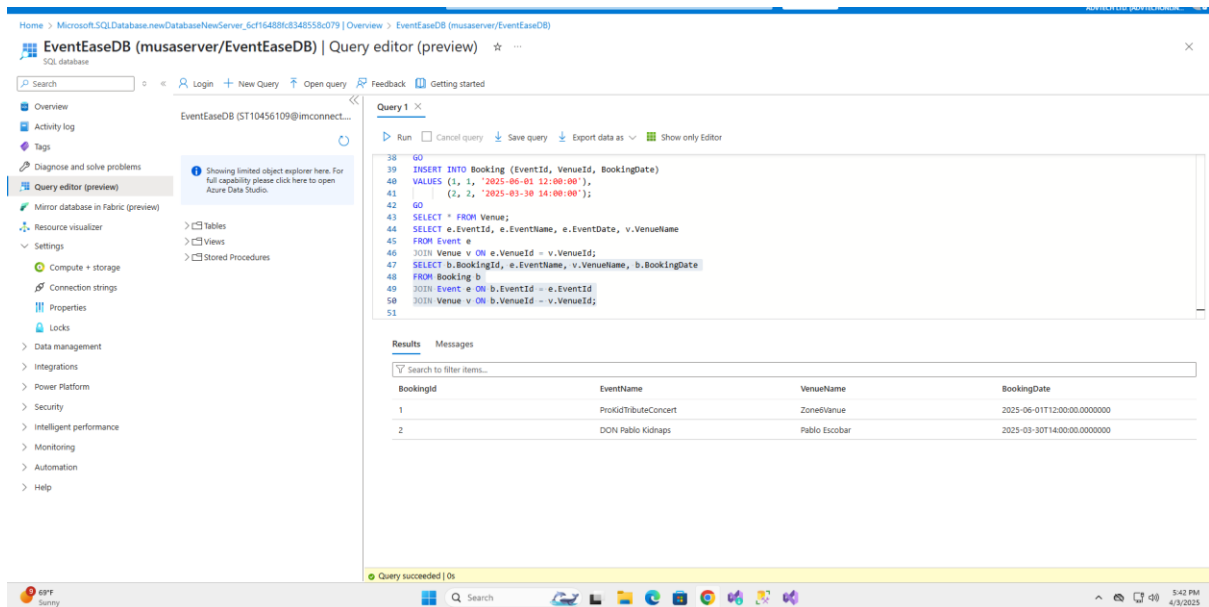 Home > Microsoft.SQLDatabase.newDatabaseNewServer_6cf16488fc8348558c079 | Overview > EventEaseDB (musaserver/EventEaseDB)
EventEaseDB (musaserver/EventEaseDB) | Query editor (preview)
SQL database
Search
Login
New Query
Open query
Feedback
Getting started
Overview
Activity log
Tags
Diagnose and solve problems
Query editor (preview)
Mirror database in Fabric (preview)
Resource visualizer
Settings
Compute + storage
Connection strings
Properties
Locks
Data management
Integrations
Power Platform
Security
Intelligent performance
Monitoring
Automation
Help
EventEaseDB (ST10456109@imconnect....
Showing limited object explorer here. For
full capability please click here to open
Azure Data Studio.
Tables
Views
Stored Procedures
Query 1
Run
Cancel query
Save query
Export data as
Show only Editor
38 GO
39 INSERT INTO Booking (EventId, VenueId, BookingDate)
40 VALUES (1, 1, '2025-06-01 12:00:00'),
41 (2, 2, '2025-03-30 14:00:00');
42 GO
43 SELECT * FROM Venue;
44 SELECT e.EventId, e.EventName, e.EventDate, v.VenueName
45 FROM Event e
46 JOIN Venue v ON e.VenueId = v.VenueId;
47 SELECT b.BookingId, e.EventName, v.VenueName, b.BookingDate
48 FROM Booking b
49 JOIN Event e ON b.EventId = e.EventId
50 JOIN Venue v ON b.VenueId = v.VenueId;
51
Results Messages
Search to filter items...
BookingId EventName VenueName BookingDate
1 ProKidTributeConcert Zone6Vanue 2025-06-01T12:00:00.0000000
2 DON Pablo Kidnaps Pablo Escobar 2025-03-30T14:00:00.0000000
Query succeeded | 0s
9
69°F
Sunny
Search
5:42 PM
4/3/2025